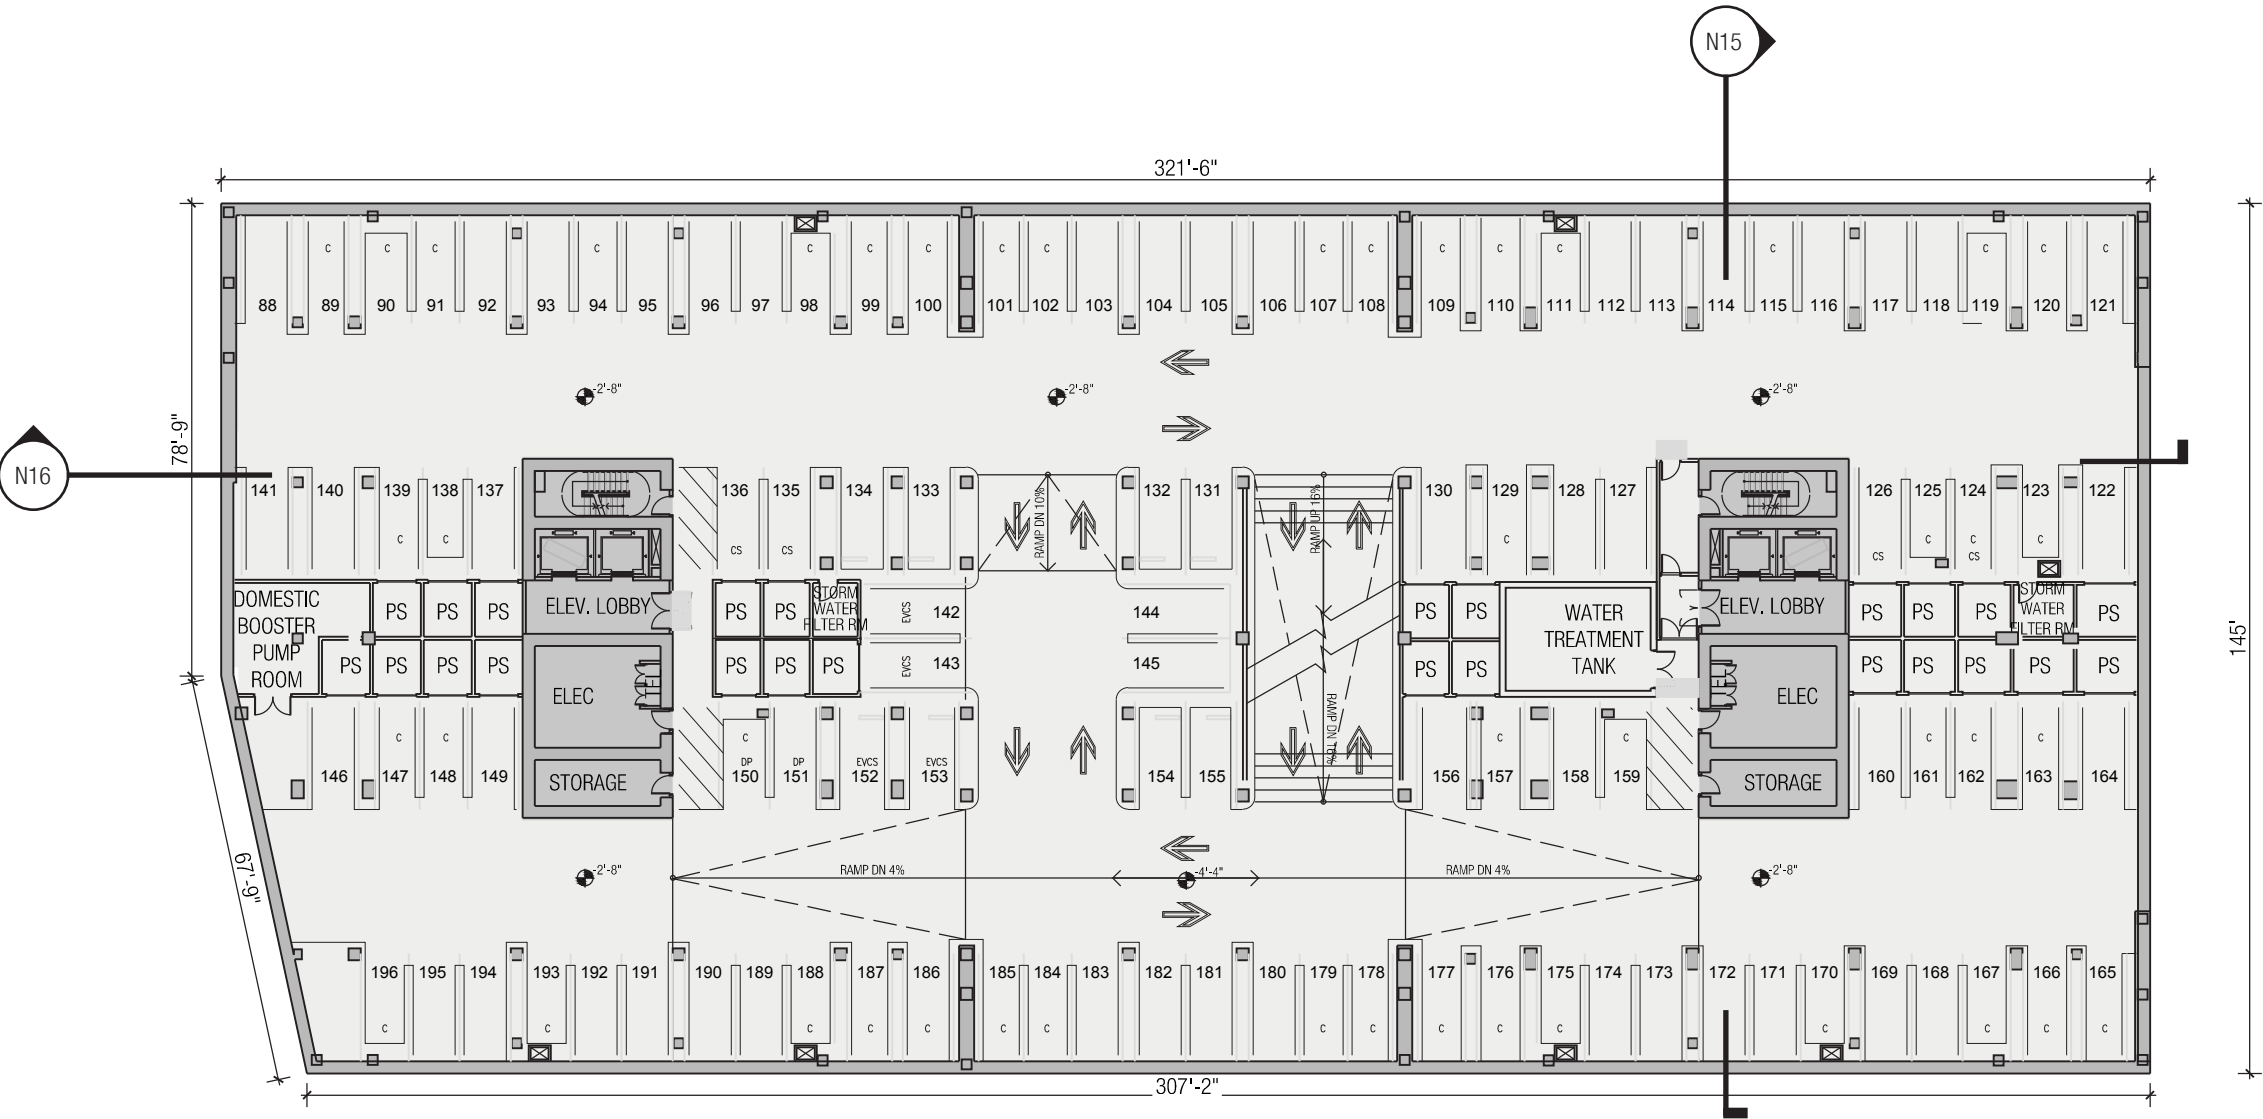 N15
321'-6"
C C C C C C C C C C C C C C C C C C C
88 89 90 91 92 93 94 95 96 97 98 99 100 101 102 103 104 105 106 107 108 109 110 111 112 113 114 115 116 117 118 119 120 121
-2'-8" -2'-8" -2'-8"
78'-9"
N16
141 140 139 138 137 136 135 134 133 132 131 130 129 128 127 126 125 124 123 122
RAMP DN 10%
RAMP UP 16%
C C CS CS C CS C CS C
DOMESTIC
BOOSTER
PUMP
ROOM
PS PS PS
PS PS PS PS
ELEV. LOBBY
PS PS
STORM
WATER
FILTER RM
PS PS PS
EVCS 142
EVCS 143
144
145
PS PS
PS PS
WATER
TREATMENT
TANK
ELEV. LOBBY
PS PS PS
STORM
WATER
FILTER RM
PS
PS PS PS PS PS
145'
ELEC
ELEC
RAMP DN 16%
C C C C C C C
DP DP EVCS EVCS
146 147 148 149 150 151 152 153 154 155 156 157 158 159 160 161 162 163 164
STORAGE
STORAGE
67'-9"
-2'-8"
RAMP DN 4%
-4'-4"
RAMP DN 4%
-2'-8"
196 195 194 193 192 191 190 189 188 187 186 185 184 183 182 181 180 179 178 177 176 175 174 173 172 171 170 169 168 167 166 165
C C C C C C C C C C C C C C C C
307'-2"